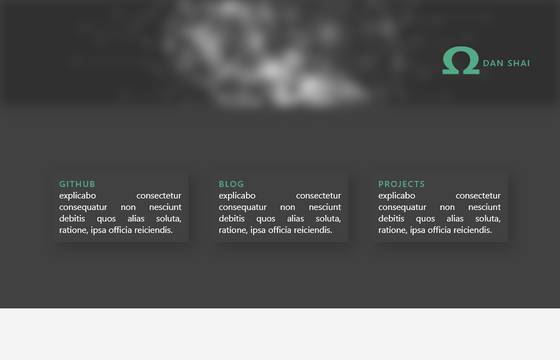 Ω DAN SHAI
GITHUB
explicabo consectetur
consequatur non nesciunt
debitis quos alias soluta,
ratione, ipsa officia reiciendis.
BLOG
explicabo consectetur
consequatur non nesciunt
debitis quos alias soluta,
ratione, ipsa officia reiciendis.
PROJECTS
explicabo consectetur
consequatur non nesciunt
debitis quos alias soluta,
ratione, ipsa officia reiciendis.